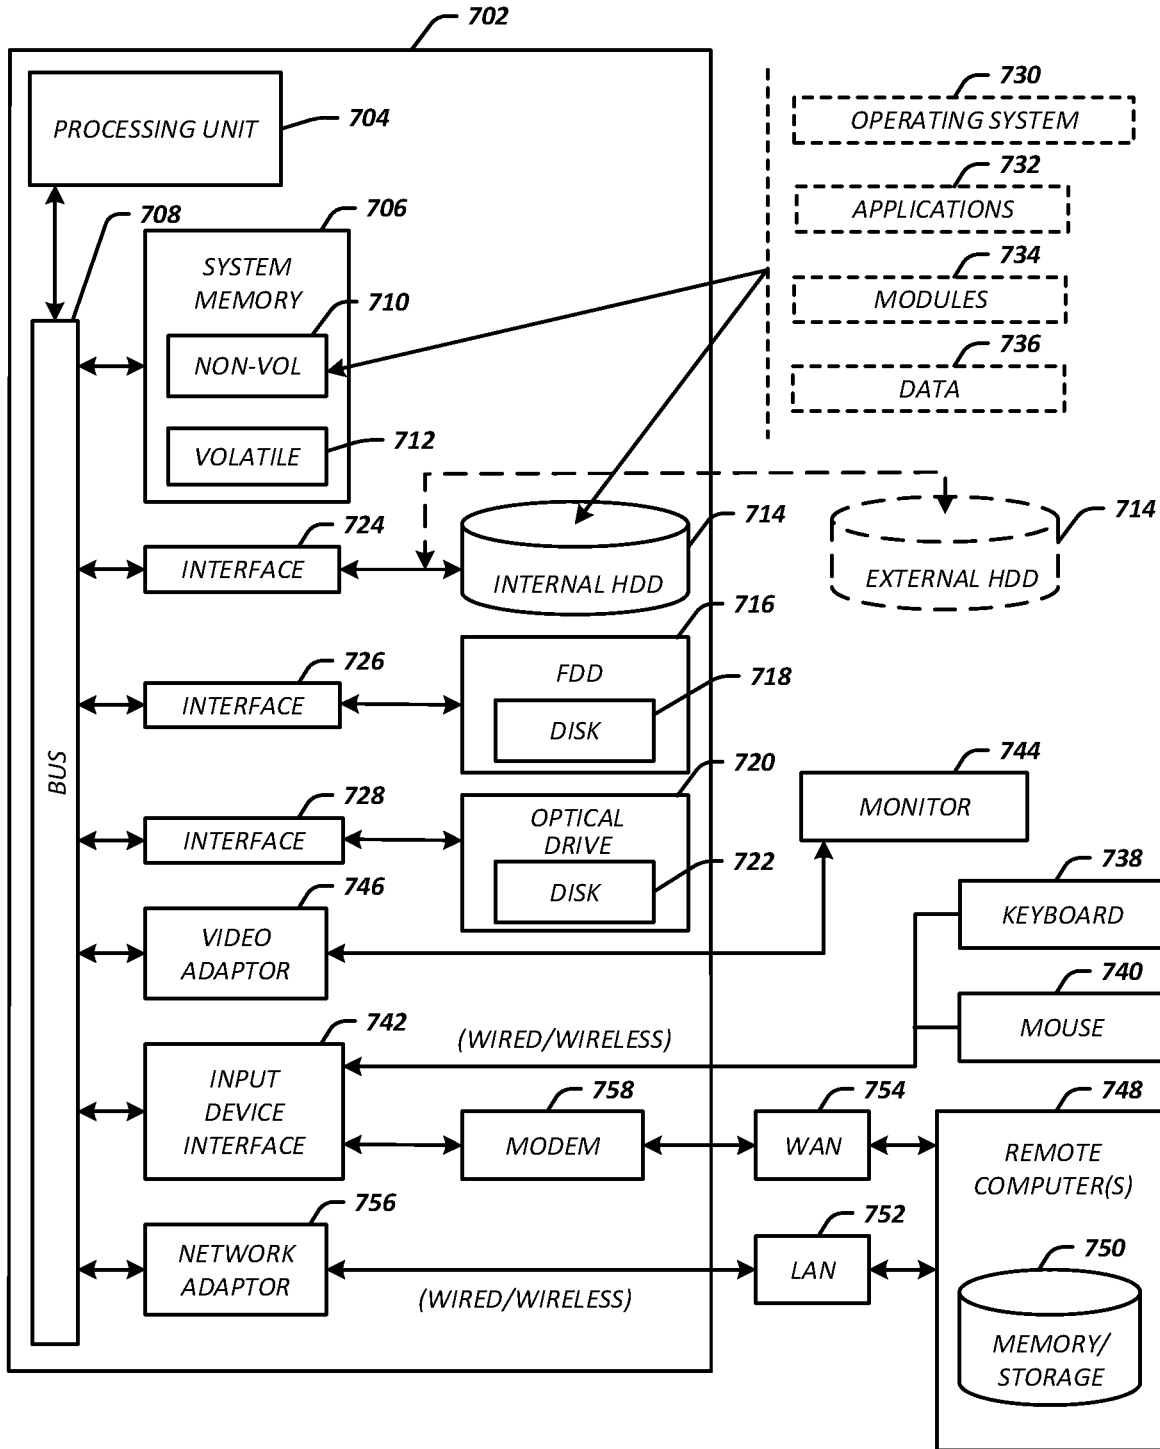 702
PROCESSING UNIT
704
730
OPERATING SYSTEM
732
APPLICATIONS
734
MODULES
736
DATA
708
706
SYSTEM
MEMORY
710
NON-VOL
712
VOLATILE
BUS
724
INTERFACE
714
INTERNAL HDD
714
EXTERNAL HDD
726
INTERFACE
716
FDD
718
DISK
728
INTERFACE
720
OPTICAL
DRIVE
722
DISK
744
MONITOR
746
VIDEO
ADAPTOR
738
KEYBOARD
740
MOUSE
742
INPUT
DEVICE
INTERFACE
(WIRED/WIRELESS)
758
MODEM
754
WAN
748
REMOTE
COMPUTER(S)
756
NETWORK
ADAPTOR
(WIRED/WIRELESS)
752
LAN
750
MEMORY/
STORAGE